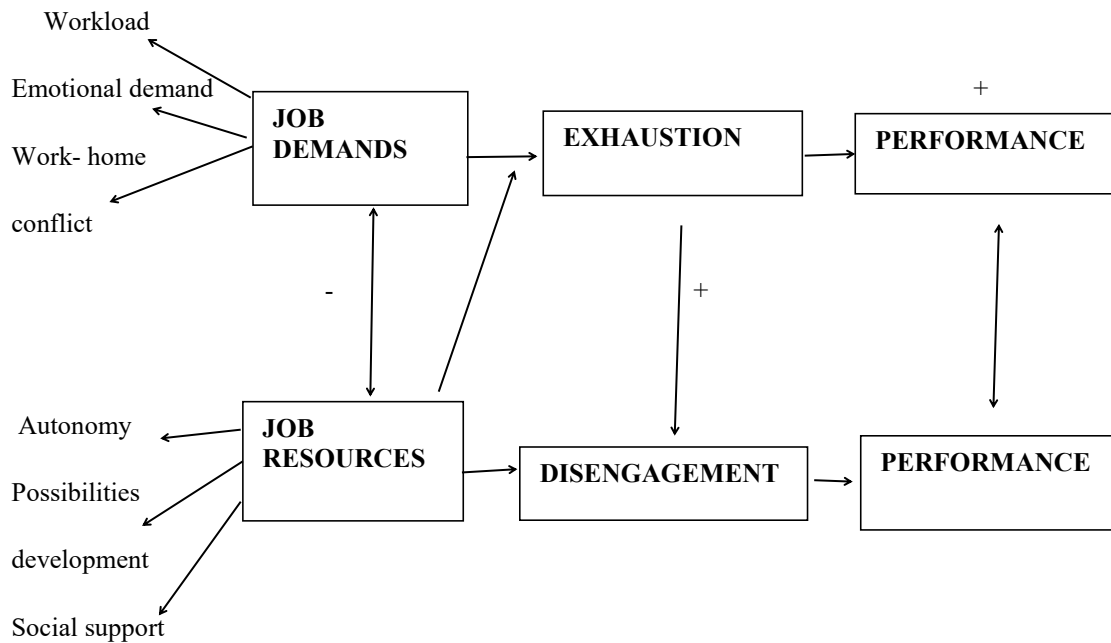 Workload
Emotional demand
Work- home
conflict
JOB
DEMANDS
EXHAUSTION
+
PERFORMANCE
-
+
Autonomy
Possibilities
development
Social support
JOB
RESOURCES
DISENGAGEMENT
PERFORMANCE